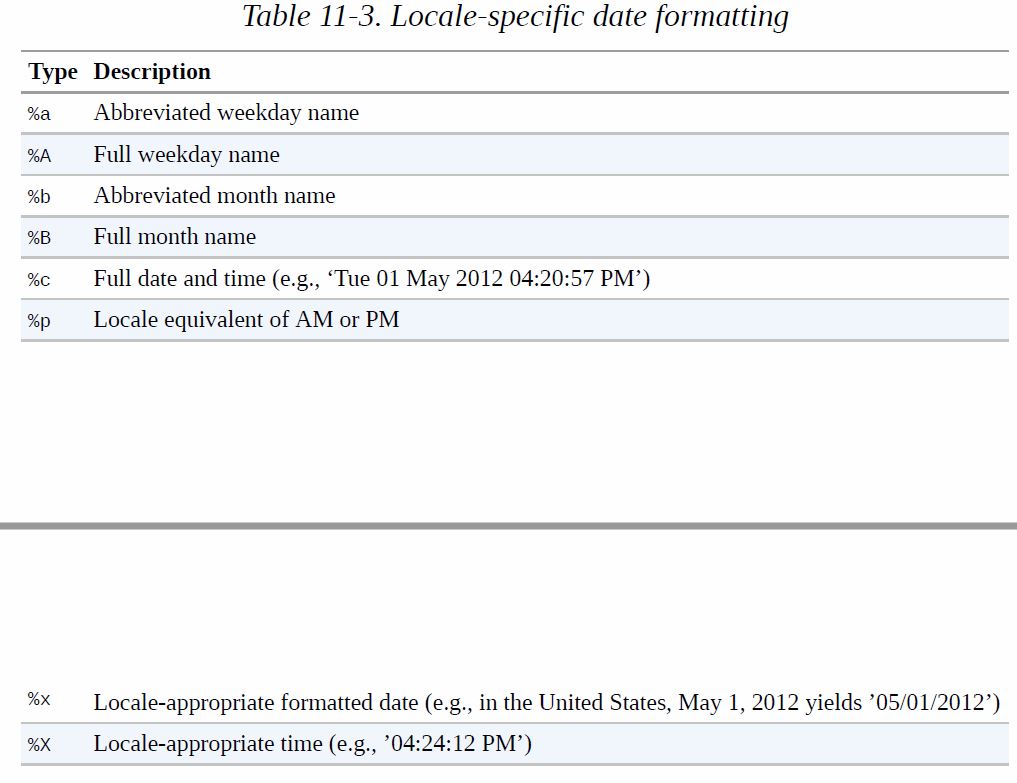 Table 11-3. Locale-specific date formatting
Type Description
%a Abbreviated weekday name
%A Full weekday name
%b Abbreviated month name
%B Full month name
%c Full date and time (e.g., ‘Tue 01 May 2012 04:20:57 PM’)
%p Locale equivalent of AM or PM
%x Locale-appropriate formatted date (e.g., in the United States, May 1, 2012 yields ’05/01/2012’)
%X Locale-appropriate time (e.g., ’04:24:12 PM’)